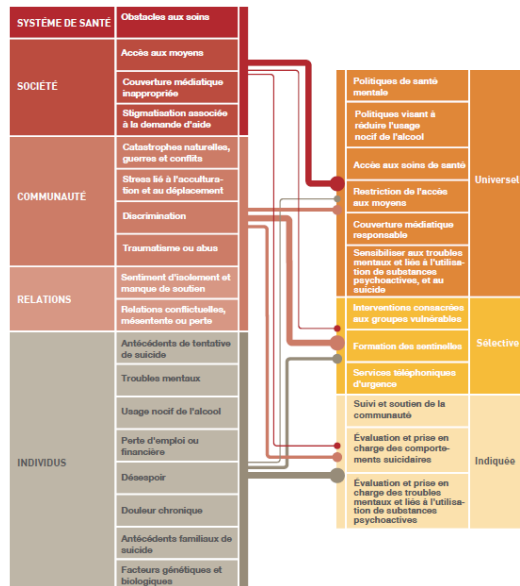 SYSTÈME DE SANTÉ
Obstacles aux soins
SOCIÉTÉ
Accès aux moyens
Couverture médiatique
inappropriée
Stigmatisation associée
à la demande d'aide
COMMUNAUTÉ
Catastrophes naturelles,
guerres et conflits
Stress lié à l'accultura-
tion et au déplacement
Discrimination
Traumatisme ou abus
RELATIONS
Sentiment d'isolement et
manque de soutien
Relations conflictuelles,
mésentente ou perte
INDIVIDUS
Antécédents de tentative
de suicide
Troubles mentaux
Usage nocif de l'alcool
Perte d'emploi ou
financière
Désespoir
Douleur chronique
Antécédents familiaux de
suicide
Facteurs génétiques et
biologiques
Politiques de santé
mentale
Politiques visant à
réduire l'usage
nocif de l'alcool
Accès aux soins de santé
Restriction de l'accès
aux moyens
Couverture médiatique
responsable
Sensibiliser aux troubles
mentaux et liés à l'utilisa-
tion de substances
psychoactives, et au
suicide
Universel
Interventions consacrées
aux groupes vulnérables
Formation des sentinelles
Services téléphoniques
d'urgence
Sélective
Suivi et soutien de la
communauté
Évaluation et prise en
charge des comporte-
ments suicidaires
Évaluation et prise en
charge des troubles
mentaux et liés à l'utilisa-
tion de substances
psychoactives
Indiquée